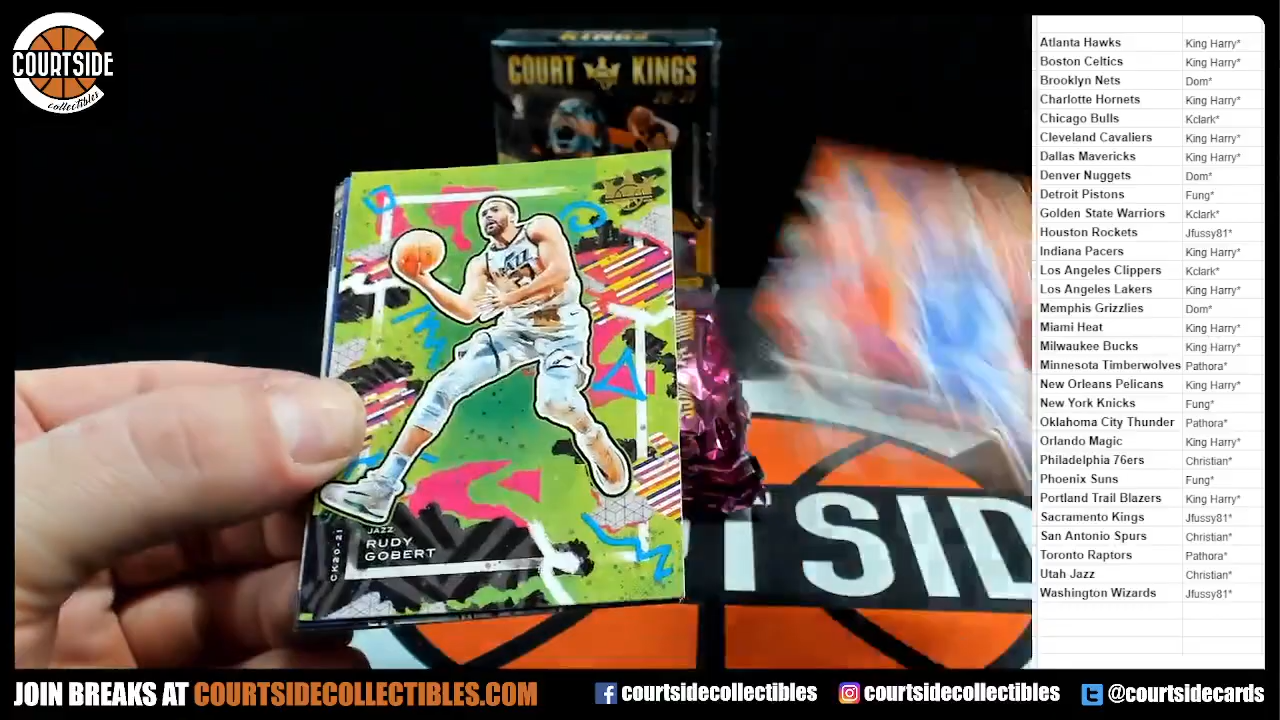 COURTSIDE
collectibles
COURT KINGS
20-21
JAZZ
JAZZ
RUDY
GOBERT
CK20-21
Atlanta Hawks King Harry*
Boston Celtics King Harry*
Brooklyn Nets Dom*
Charlotte Hornets King Harry*
Chicago Bulls Kclark*
Cleveland Cavaliers King Harry*
Dallas Mavericks King Harry*
Denver Nuggets Dom*
Detroit Pistons Fung*
Golden State Warriors Kclark*
Houston Rockets Jfussy81*
Indiana Pacers King Harry*
Los Angeles Clippers Kclark*
Los Angeles Lakers King Harry*
Memphis Grizzlies Dom*
Miami Heat King Harry*
Milwaukee Bucks King Harry*
Minnesota Timberwolves Pathora*
New Orleans Pelicans King Harry*
New York Knicks Fung*
Oklahoma City Thunder Pathora*
Orlando Magic King Harry*
Philadelphia 76ers Christian*
Phoenix Suns Fung*
Portland Trail Blazers King Harry*
Sacramento Kings Jfussy81*
San Antonio Spurs Christian*
Toronto Raptors Pathora*
Utah Jazz Christian*
Washington Wizards Jfussy81*
TSID
JOIN BREAKS AT COURTSIDECOLLECTIBLES.COM
courtsidecollectibles
courtsidecollectibles
@courtsidecards